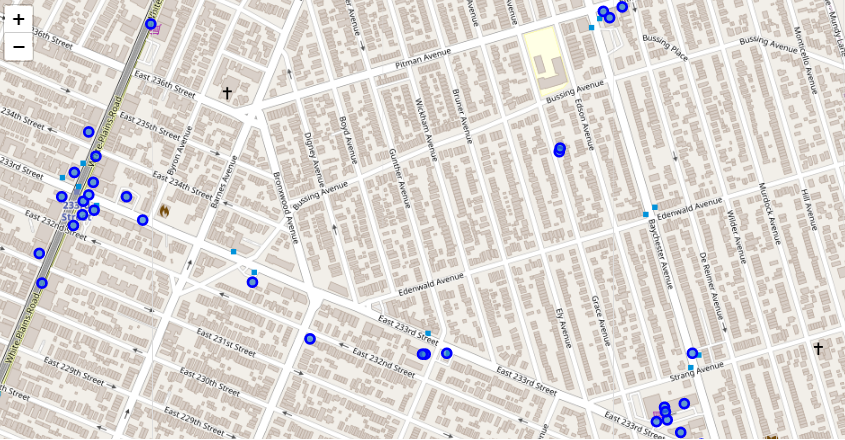 +
−
236th Street
East 236th Street
Pitman Avenue
Bussing Place
Bussing Avenue
Monticello Avenue
Bussing Avenue
Edson Avenue
234th Street
East 235th Street
Byron Avenue
Barnes Avenue
Digney Avenue
Boyd Avenue
Wickham Avenue
Bruner Avenue
Gunther Avenue
233rd Street
East 234th Street
Bussing Avenue
Bronxwood Avenue
East 232nd Street
Edenwald Avenue
Edenwald Avenue
Baychester Avenue
De Reimer Avenue
Wilder Avenue
Murdock Avenue
Hill Avenue
Ely Avenue
Grace Avenue
White Plains Road
East 233rd Street
East 231st Street
East 232nd Street
East 229th Street
East 230th Street
East 229th Street
East 233rd Street
Strang Avenue
East 233rd Street